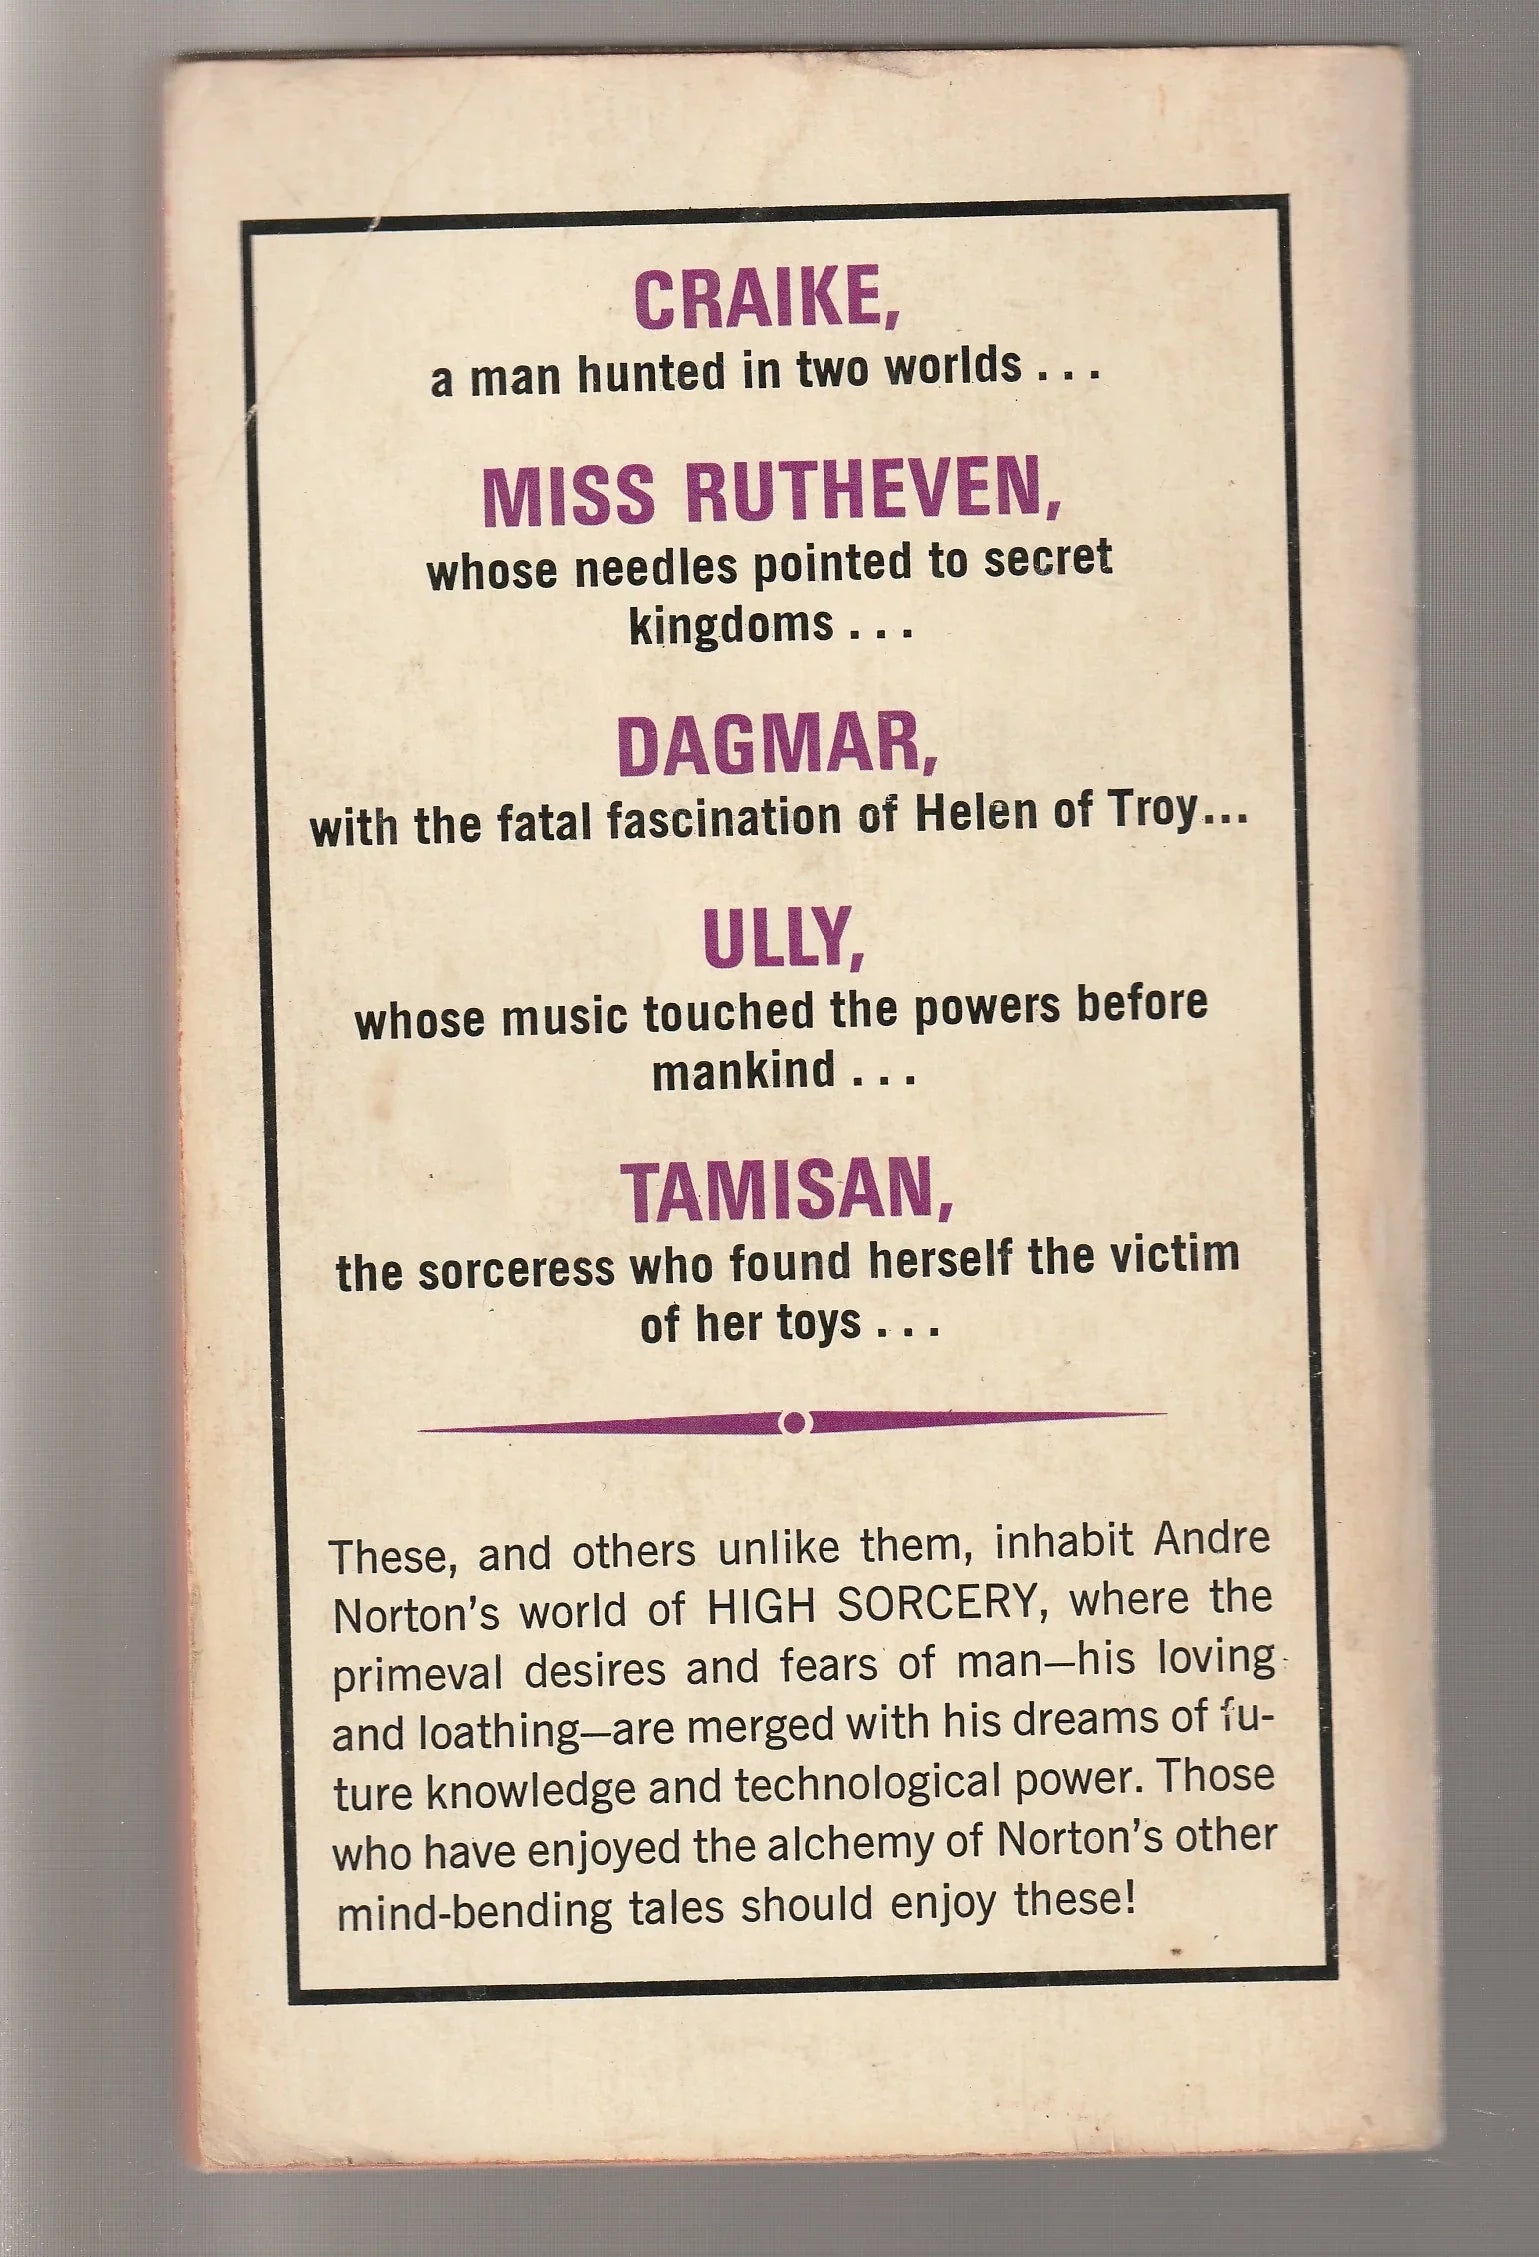 CRAIKE,
a man hunted in two worlds . . .
MISS RUTHEVEN,
whose needles pointed to secret
kingdoms . . .
DAGMAR,
with the fatal fascination of Helen of Troy...
ULLY,
whose music touched the powers before
mankind . . .
TAMISAN,
the sorceress who found herself the victim
of her toys . . .
These, and others unlike them, inhabit Andre
Norton's world of HIGH SORCERY, where the
primeval desires and fears of man—his loving
and loathing—are merged with his dreams of fu-
ture knowledge and technological power. Those
who have enjoyed the alchemy of Norton's other
mind-bending tales should enjoy these!